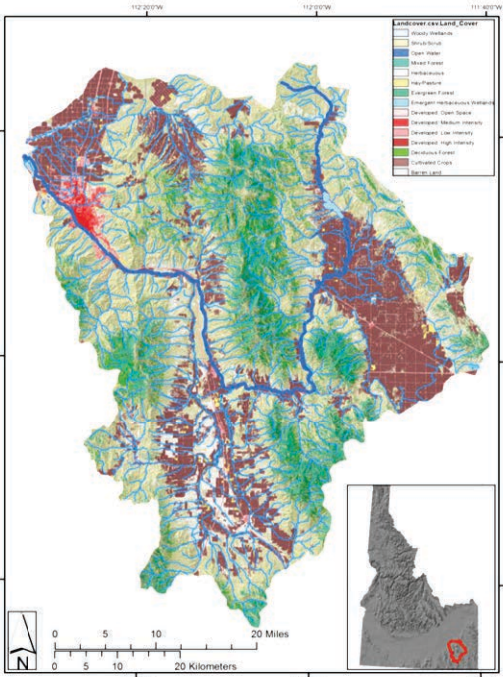 112°20'0"W
112°0'0"W
111°40'0"W
Landcover.csv.Land_Cover
Woody Wetlands
Shrub/Scrub
Open Water
Mixed Forest
Herbaceous
Hay/Pasture
Evergreen Forest
Emergent Herbaceous Wetlands
Developed, Open Space
Developed, Medium Intensity
Developed, Low Intensity
Developed, High Intensity
Deciduous Forest
Cultivated Crops
Barren Land
N
0 5 10 20 Miles
0 5 10 20 Kilometers